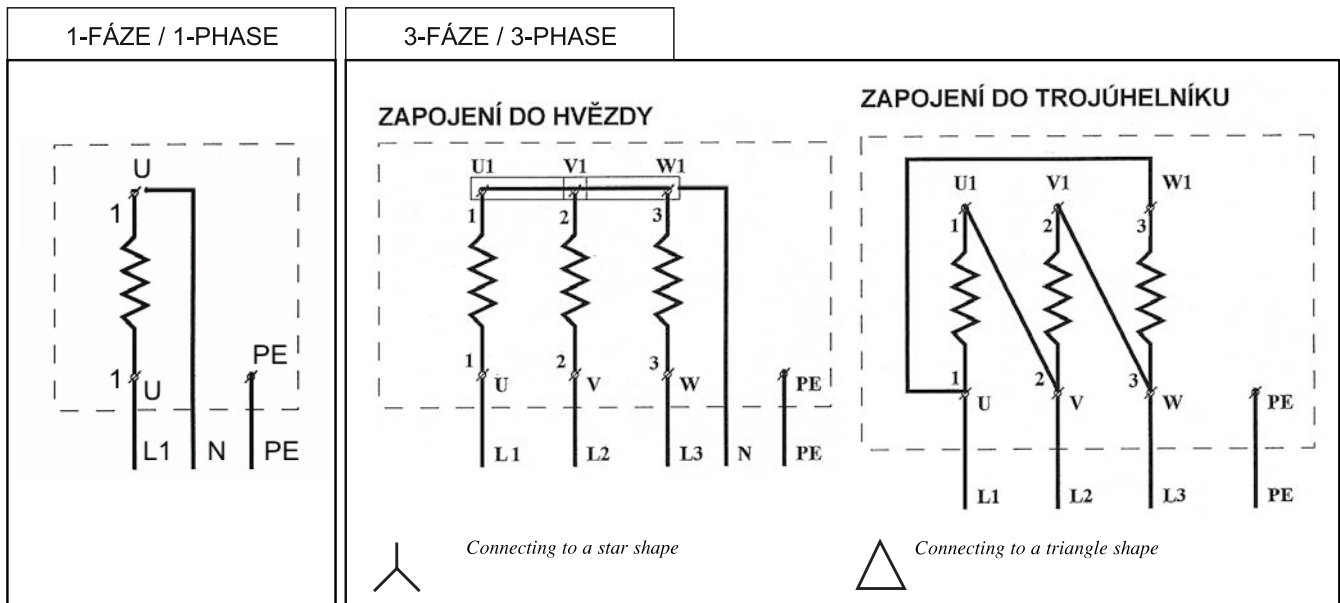 1-FÁZE / 1-PHASE
U
1
1
U
PE
L1 N PE
3-FÁZE / 3-PHASE
ZAPOJENÍ DO HVĚZDY
U1 V1 W1
1 2 3
1 2 3
U V W PE
L1 L2 L3 N PE
Connecting to a star shape
ZAPOJENÍ DO TROJÚHELNÍKU
U1 V1 W1
1 2 3
1 2 3
U V W PE
L1 L2 L3 PE
Connecting to a triangle shape